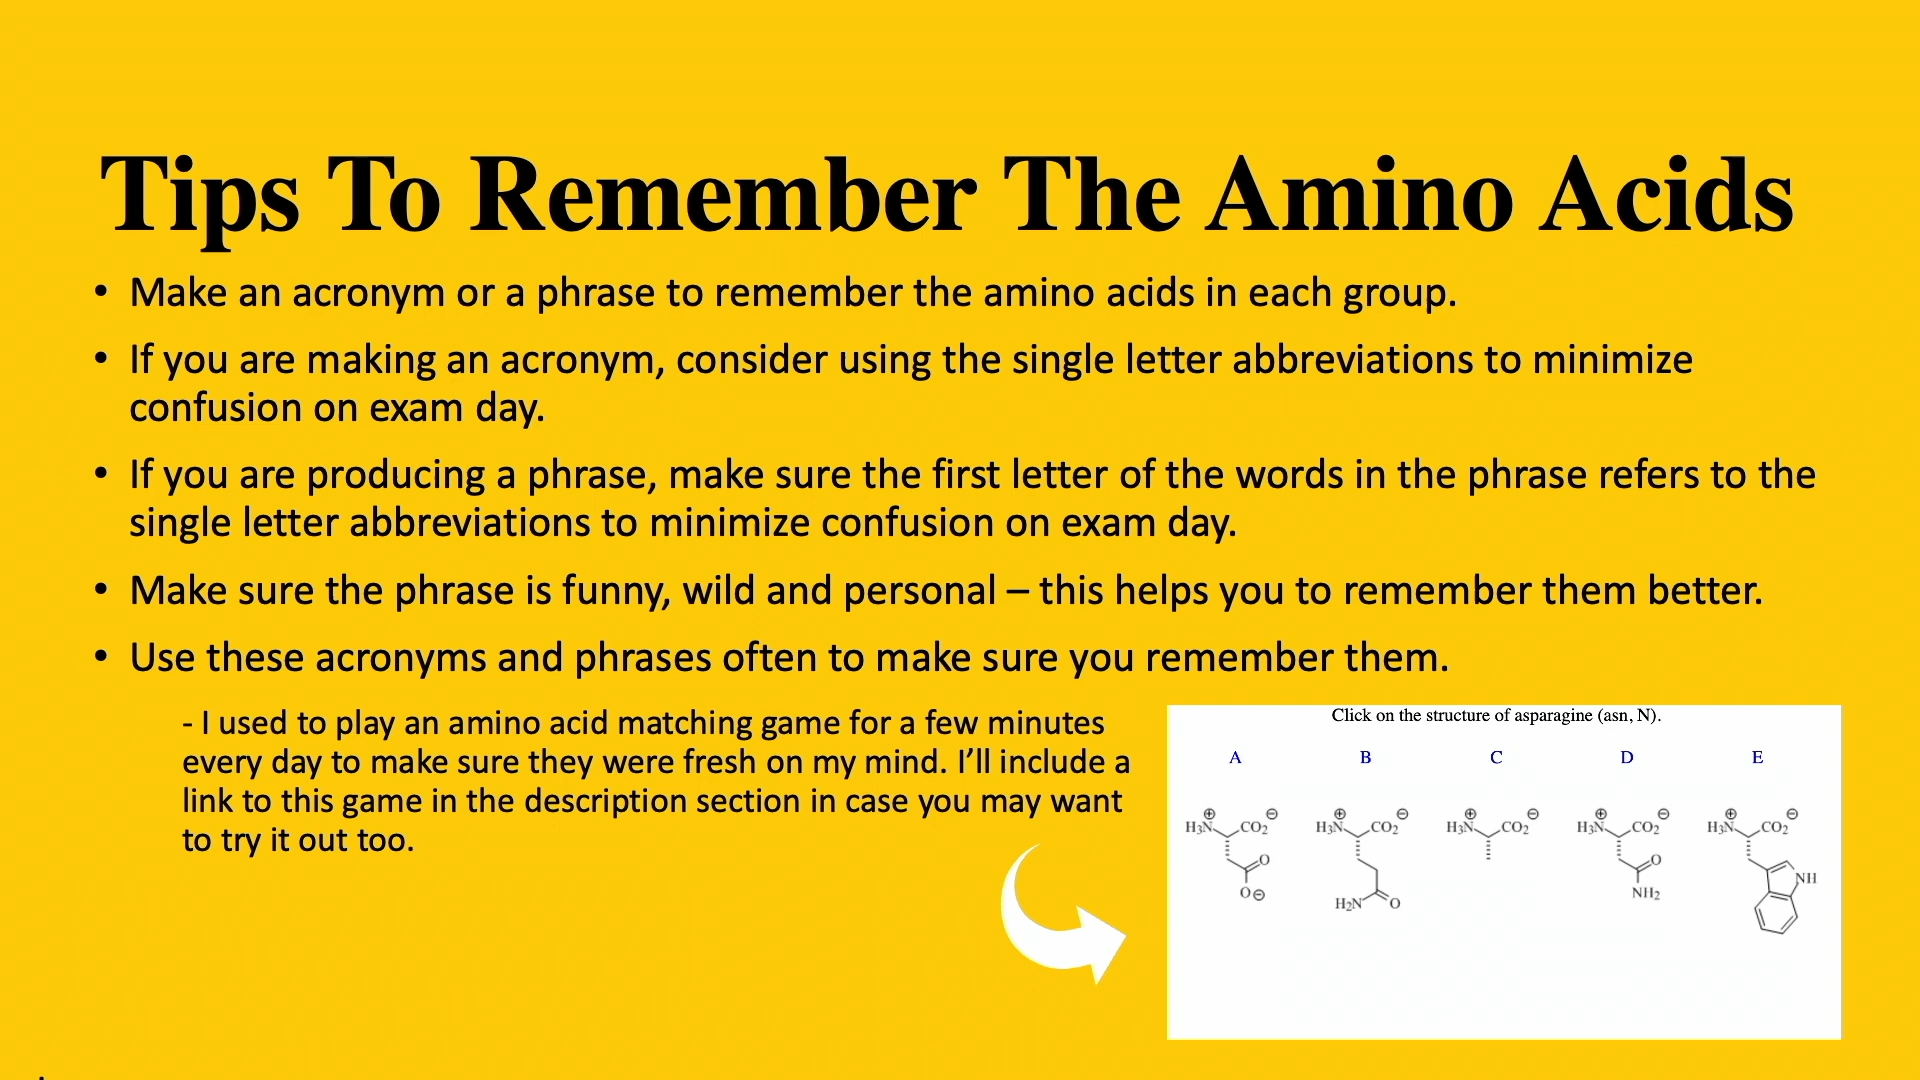 Tips To Remember The Amino Acids
• Make an acronym or a phrase to remember the amino acids in each group.
• If you are making an acronym, consider using the single letter abbreviations to minimize
confusion on exam day.
• If you are producing a phrase, make sure the first letter of the words in the phrase refers to the
single letter abbreviations to minimize confusion on exam day.
• Make sure the phrase is funny, wild and personal – this helps you to remember them better.
• Use these acronyms and phrases often to make sure you remember them.
- I used to play an amino acid matching game for a few minutes
every day to make sure they were fresh on my mind. I’ll include a
link to this game in the description section in case you may want
to try it out too.
Click on the structure of asparagine (asn, N).
A B C D E
H₃N⊕ CO₂⊖ H₃N⊕ CO₂⊖ H₃N⊕ CO₂⊖ H₃N⊕ CO₂⊖ H₃N⊕ CO₂⊖
O O
NH
O⊖ NH₂
H₂N O